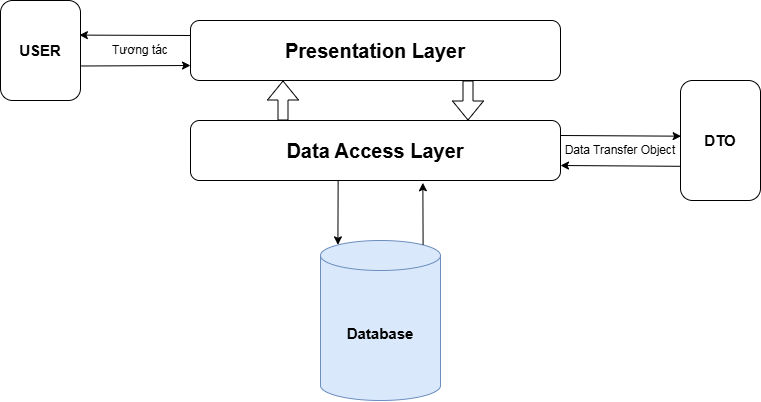 USER
Tương tác
Presentation Layer
Data Access Layer
Data Transfer Object
DTO
Database